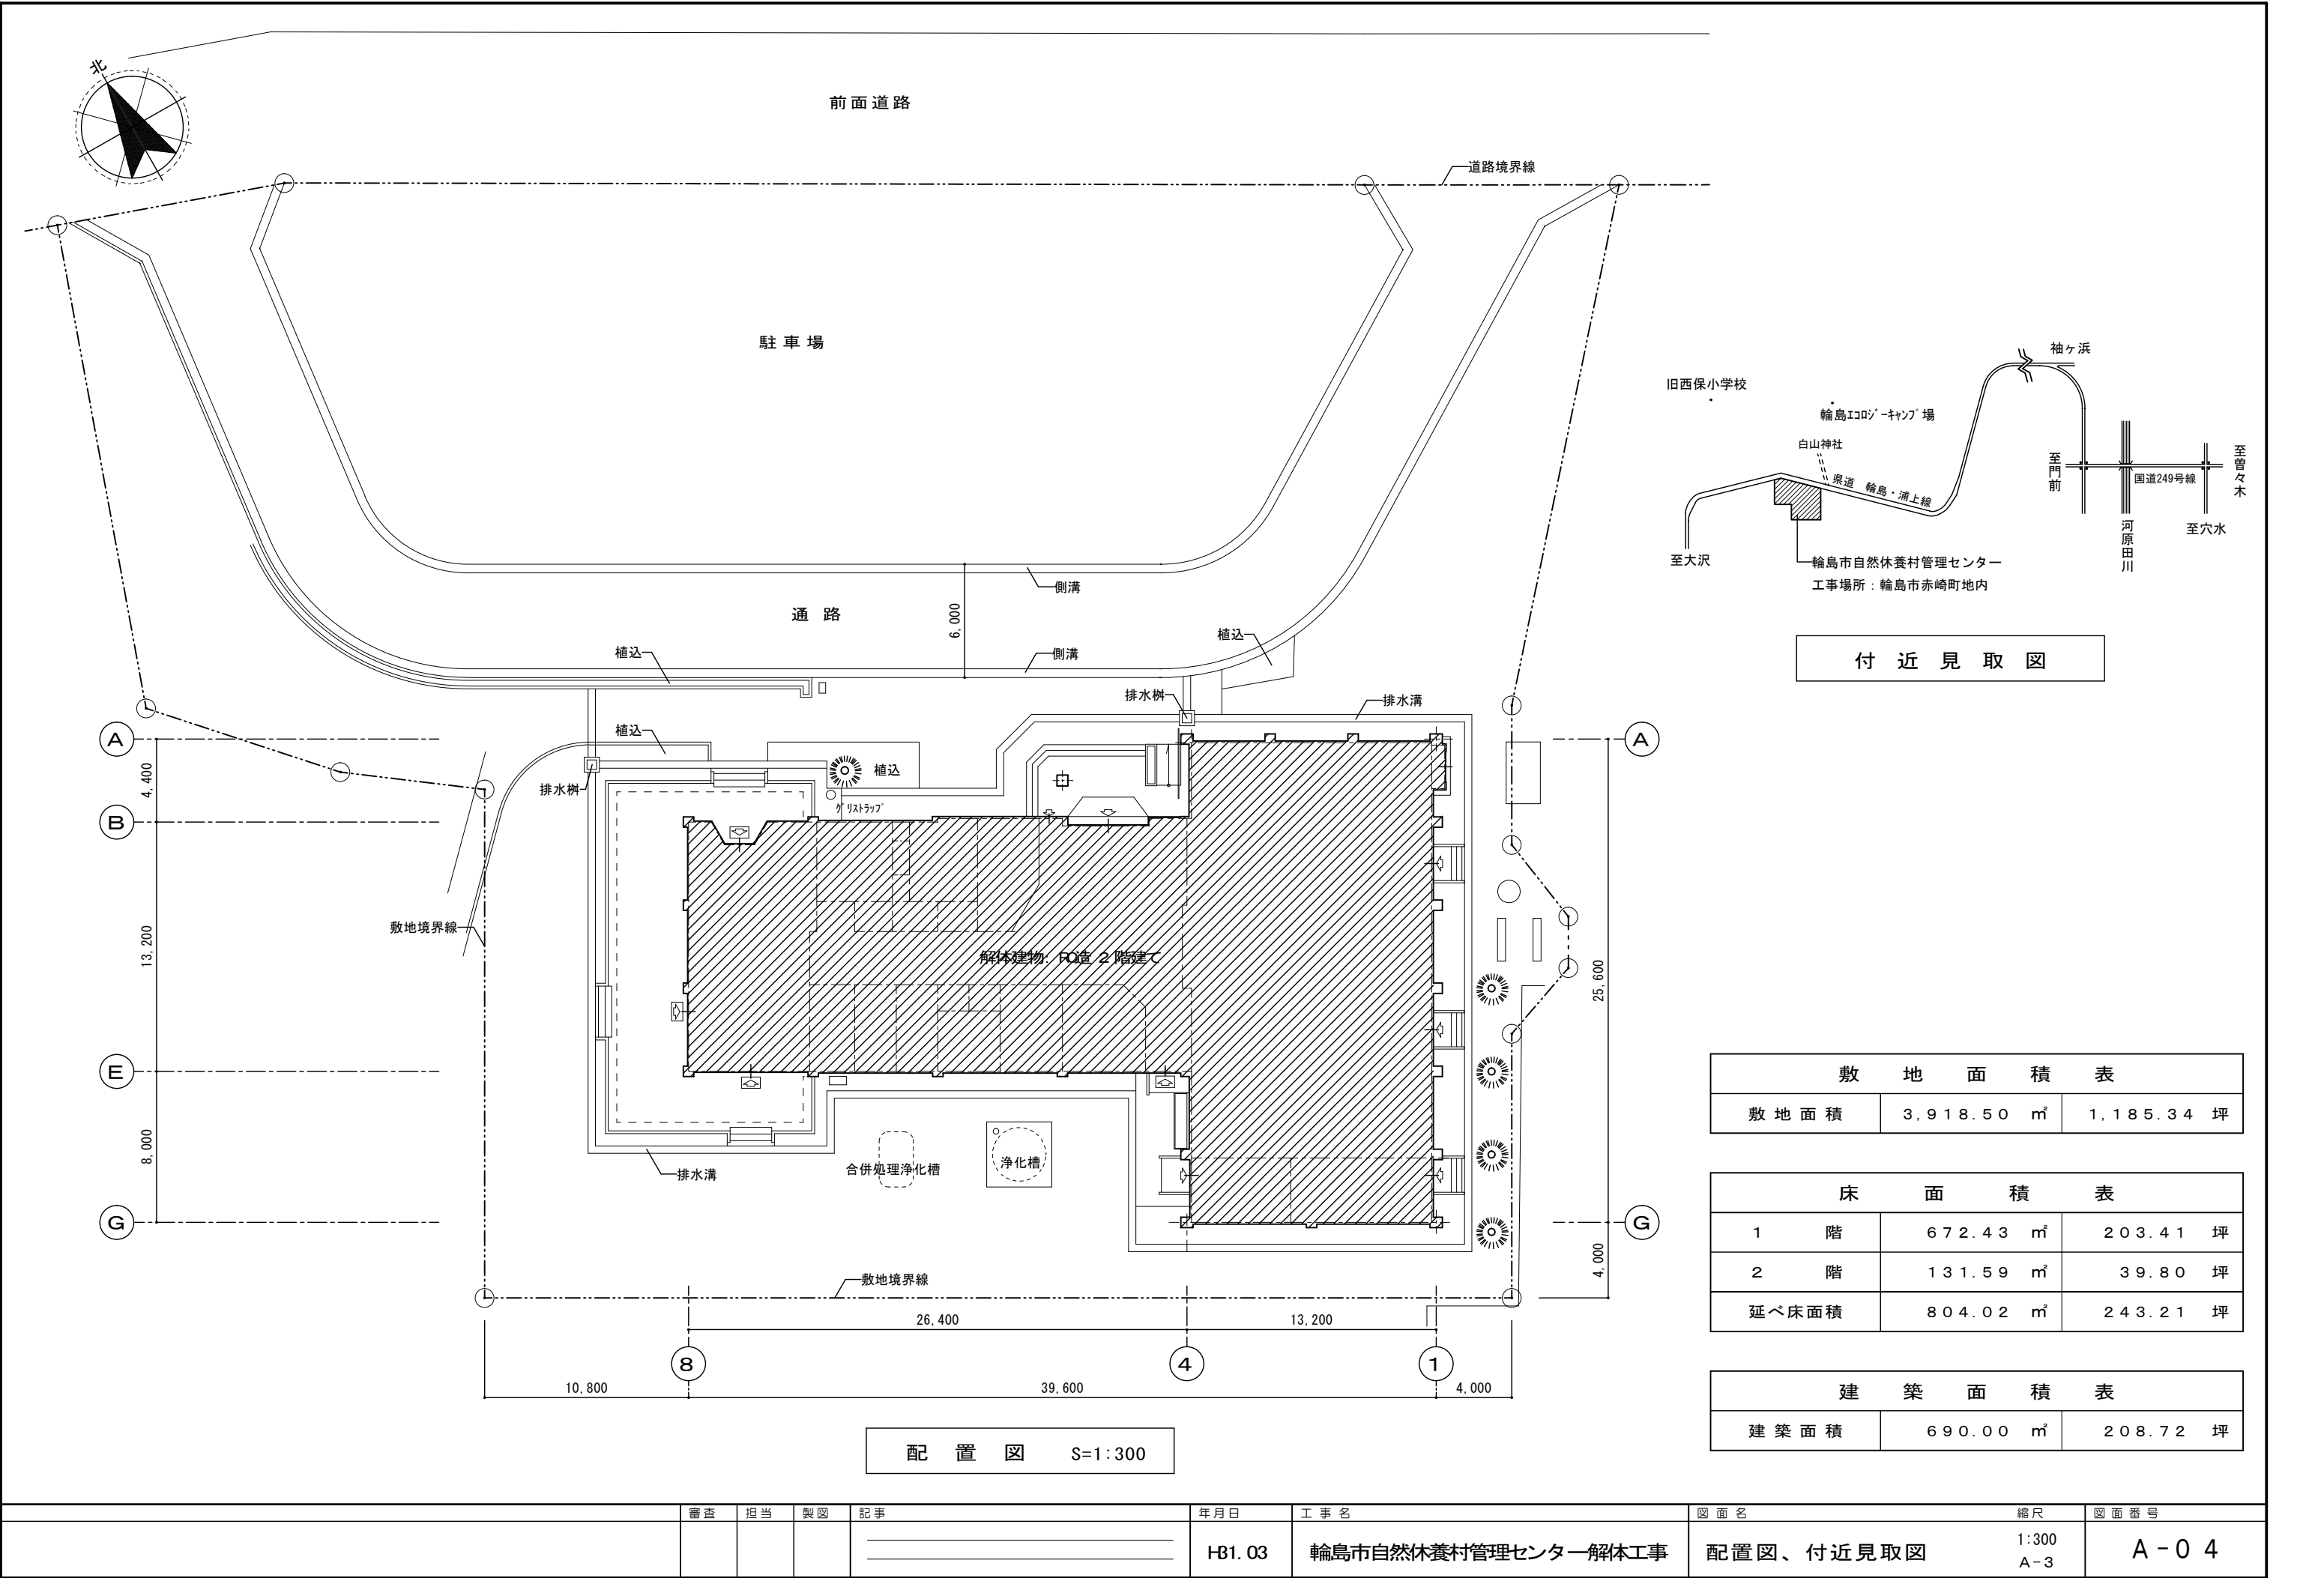 北
前面道路
道路境界線
駐車場
側溝
通路
6,000
側溝
植込
植込
排水桝
排水溝
植込
植込
排水桝
グリストラップ
A
B
E
G
4,400
13,200
8,000
A
G
25,600
4,000
敷地境界線
解体建物:RC造 2階建て
合併処理浄化槽
浄化槽
排水溝
敷地境界線
26,400
13,200
8
4
1
10,800
39,600
4,000
配置図 S=1:300
袖ヶ浜
旧西保小学校
輪島エコロジーキャンプ場
白山神社
県道 輪島・浦上線
至門前
国道249号線
至曽々木
河原田川
至穴水
至大沢
輪島市自然休養村管理センター
工事場所:輪島市赤崎町地内
付近見取図
敷地面積表
敷地面積 3,918.50 ㎡ 1,185.34 坪
床面積表
1階 672.43 ㎡ 203.41 坪
2階 131.59 ㎡ 39.80 坪
延べ床面積 804.02 ㎡ 243.21 坪
建築面積表
建築面積 690.00 ㎡ 208.72 坪
審査 担当 製図 記事 年月日 工事名 図面名 縮尺 図面番号
H31.03 輪島市自然休養村管理センター解体工事 配置図、付近見取図 1:300 A-04
A-3